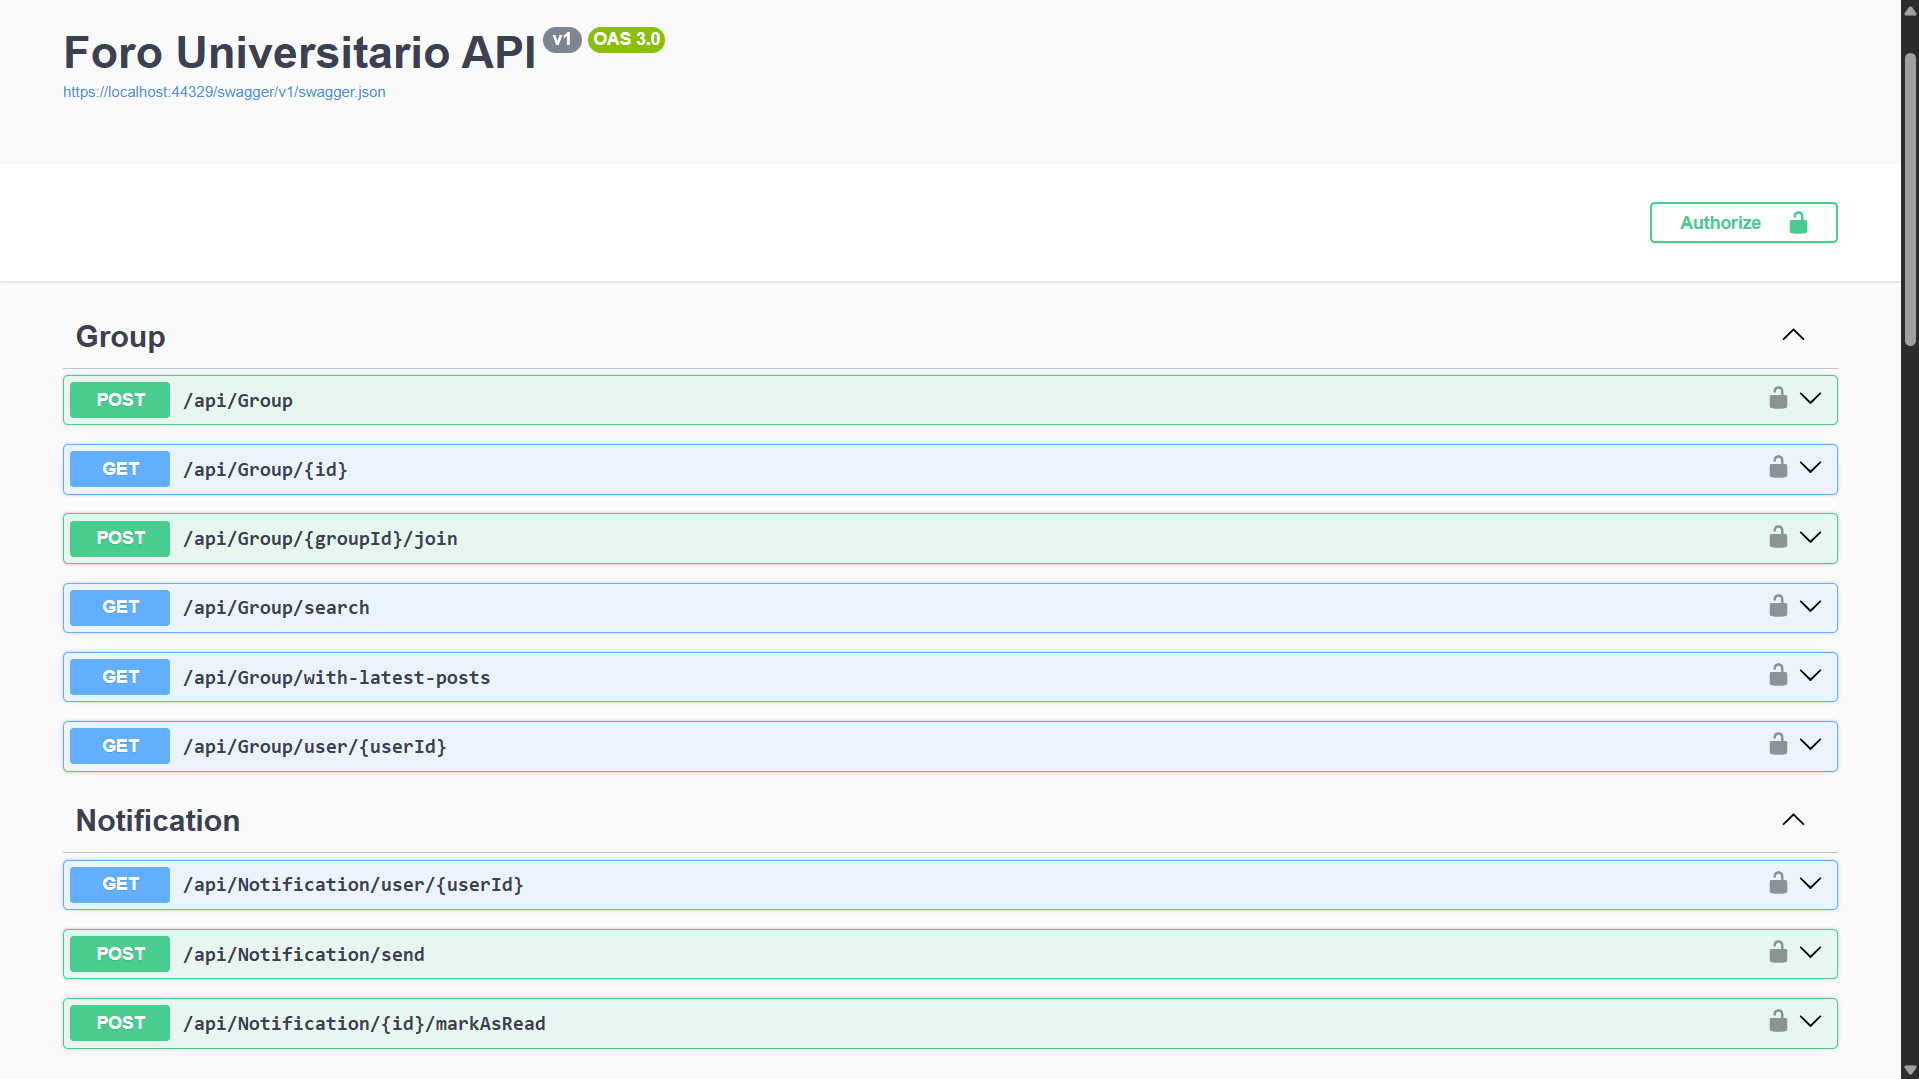 Foro Universitario API v1 OAS 3.0
https://localhost:44329/swagger/v1/swagger.json
Authorize
Group
POST /api/Group
GET /api/Group/{id}
POST /api/Group/{groupId}/join
GET /api/Group/search
GET /api/Group/with-latest-posts
GET /api/Group/user/{userId}
Notification
GET /api/Notification/user/{userId}
POST /api/Notification/send
POST /api/Notification/{id}/markAsRead